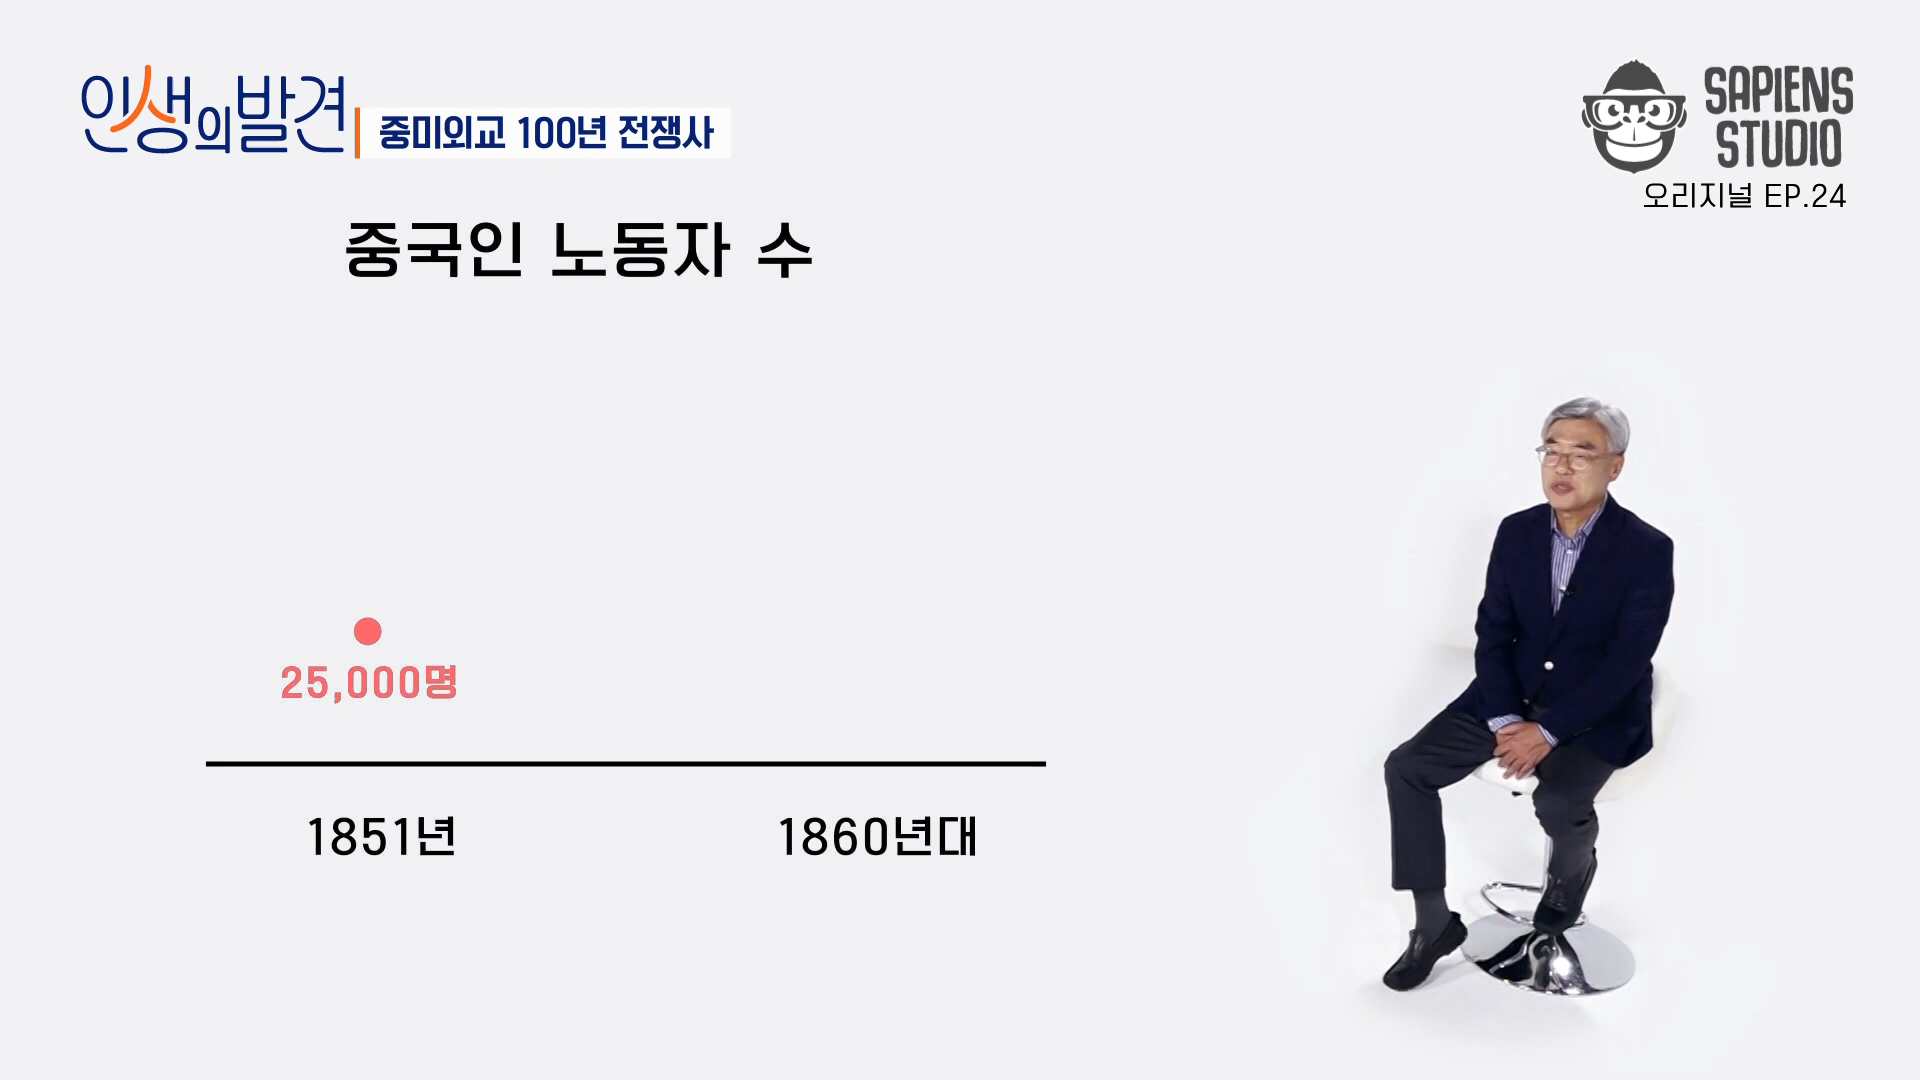 인생의발견
중미외교 100년 전쟁사
SAPIENS
STUDIO
오리지널 EP.24
중국인 노동자 수
25,000명
1851년
1860년대